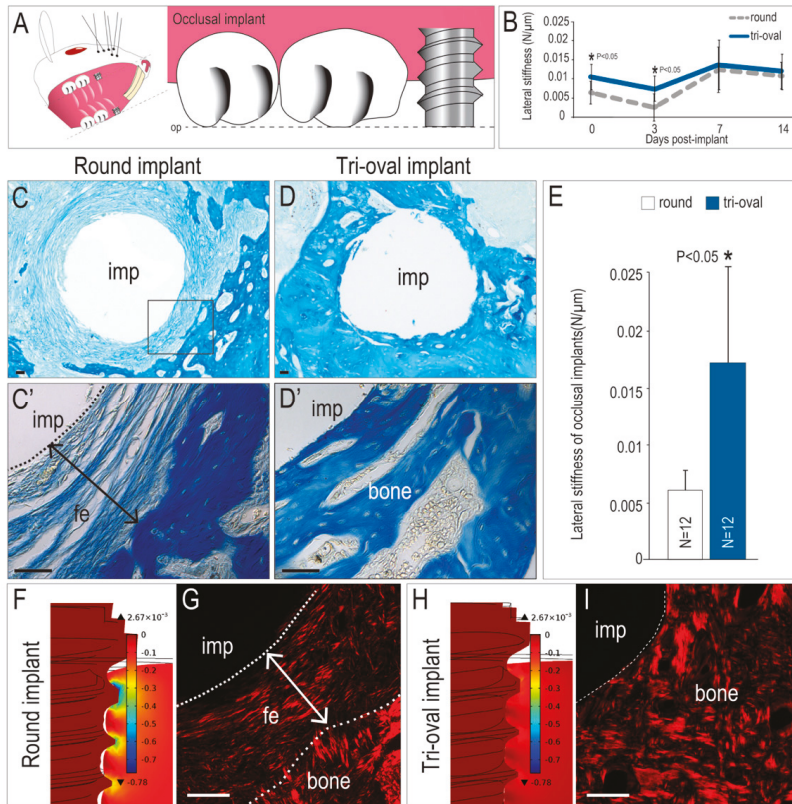 A
Occlusal implant
op
B
Lateral stiffness (N/µm)
0.025
0.02
0.015
0.01
0.005
0
round
tri-oval
* P<0.05
* P<0.05
0 3 7 14
Days post-implant
Round implant
Tri-oval implant
C
imp
D
imp
C'
imp
fe
D'
imp
bone
E
round
tri-oval
P<0.05 *
Lateral stiffness of occlusal implants(N/µm)
0.025
0.02
0.015
0.01
0.005
0
N=12
N=12
Round implant
F
▲ 2.67×10⁻³
0
-0.1
-0.2
-0.3
-0.4
-0.5
-0.6
-0.7
▼ -0.78
G
imp
fe
bone
Tri-oval implant
H
▲ 2.67×10⁻³
0
-0.1
-0.2
-0.3
-0.4
-0.5
-0.6
-0.7
▼ -0.78
I
imp
bone